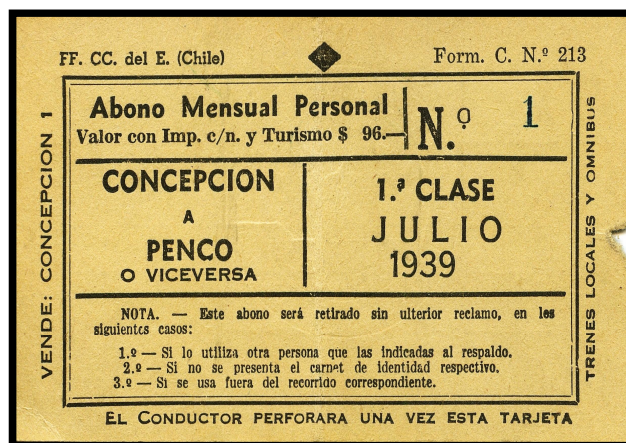 FF. CC. del E. (Chile)
Form. C. N.º 213
Abono Mensual Personal
Valor con Imp. c/n. y Turismo $ 96.—
N.º 1
CONCEPCION
A
PENCO
O VICEVERSA
1.ª CLASE
JULIO
1939
NOTA. — Este abono será retirado sin ulterior reclamo, en los
siguientes casos:
1.º — Si lo utiliza otra persona que las indicadas al respaldo.
2.º — Si no se presenta el carnet de identidad respectivo.
3.º — Si se usa fuera del recorrido correspondiente.
EL CONDUCTOR PERFORARA UNA VEZ ESTA TARJETA
VENDE: CONCEPCION 1
TRENES LOCALES Y OMNIBUS